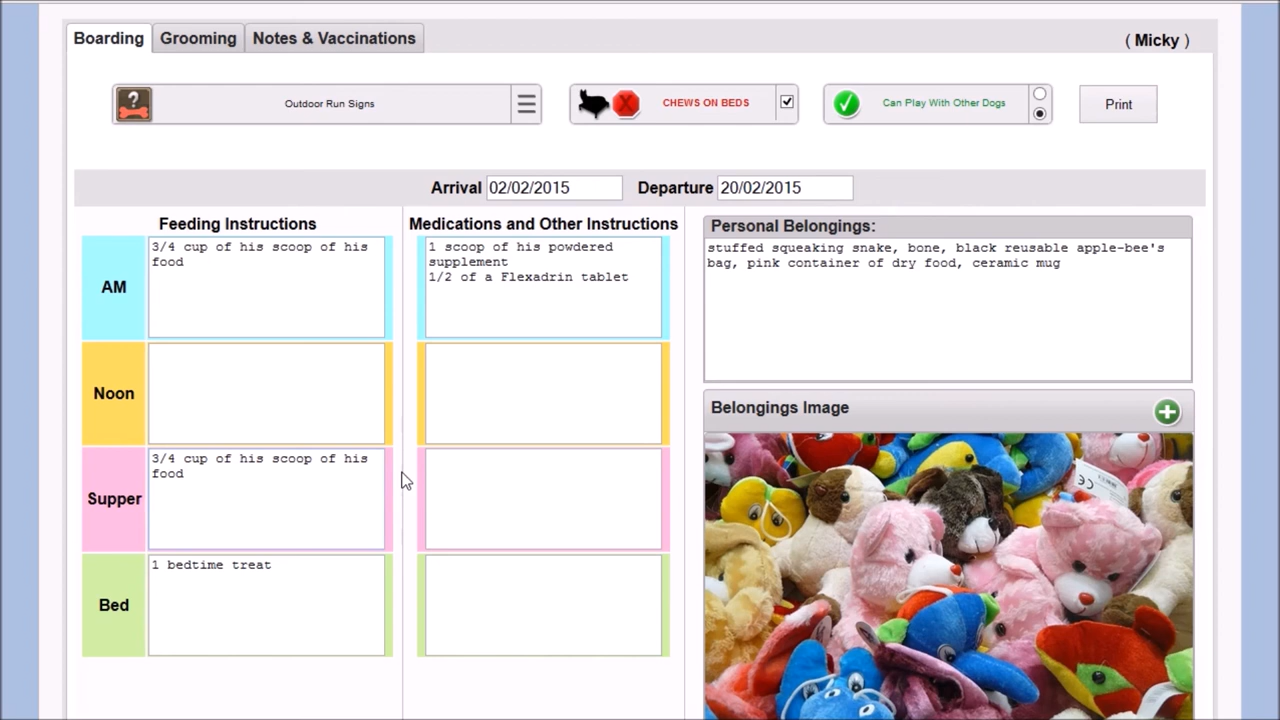 Boarding
Grooming
Notes & Vaccinations
( Micky )
?
Outdoor Run Signs
X
CHEWS ON BEDS
Can Play With Other Dogs
Print
Arrival 02/02/2015
Departure 20/02/2015
Feeding Instructions
Medications and Other Instructions
Personal Belongings:
AM
3/4 cup of his scoop of his
food
1 scoop of his powdered
supplement
1/2 of a Flexadrin tablet
stuffed squeaking snake, bone, black reusable apple-bee's
bag, pink container of dry food, ceramic mug
Noon
Supper
3/4 cup of his scoop of his
food
Bed
1 bedtime treat
Belongings Image
CE